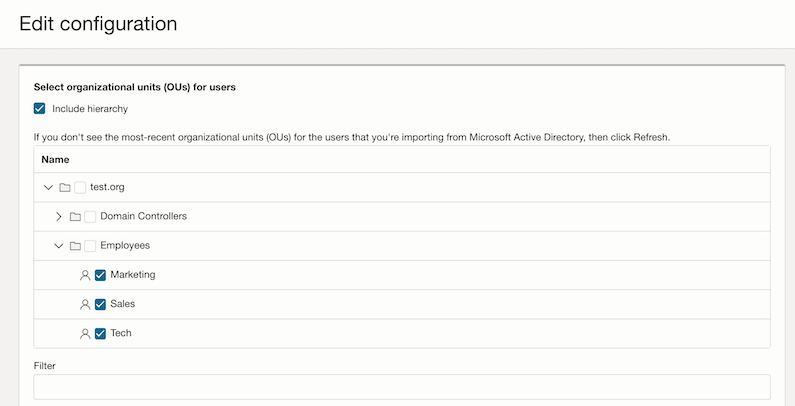 Edit configuration
Select organizational units (OUs) for users
Include hierarchy
If you don't see the most-recent organizational units (OUs) for the users that you're importing from Microsoft Active Directory, then click Refresh.
Name
test.org
Domain Controllers
Employees
Marketing
Sales
Tech
Filter